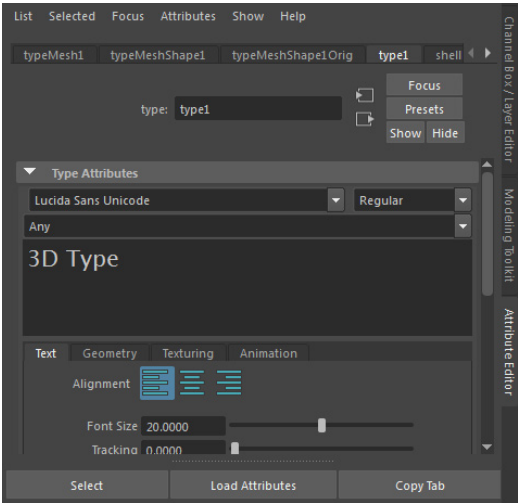 List Selected Focus Attributes Show Help
typeMesh1 typeMeshShape1 typeMeshShape1Orig type1 shell
Focus
type: type1
Presets
Show Hide
Type Attributes
Lucida Sans Unicode Regular
Any
3D Type
Text Geometry Texturing Animation
Alignment
Font Size 20.0000
Tracking 0.0000
Select Load Attributes Copy Tab
Channel Box / Layer Editor
Modeling Toolkit
Attribute Editor